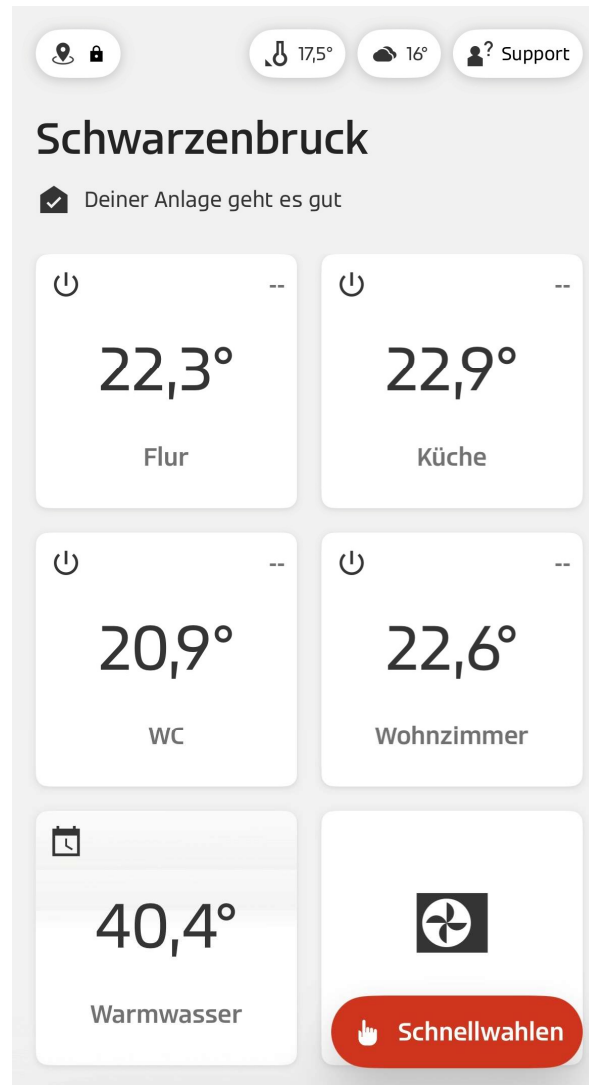 17,5° 16° ? Support
Schwarzenbruck
Deiner Anlage geht es gut
-- --
22,3° 22,9°
Flur Küche
-- --
20,9° 22,6°
WC Wohnzimmer
40,4°
Warmwasser
Schnellwahlen